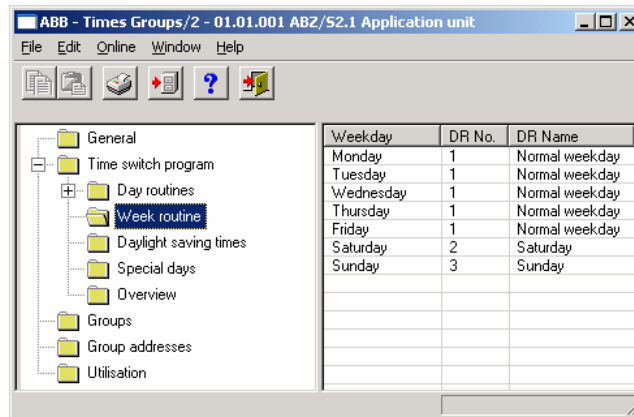 ABB - Times Groups/2 - 01.01.001 ABZ/S2.1 Application unit
File Edit Online Window Help
?
General
Time switch program
Day routines
Week routine
Daylight saving times
Special days
Overview
Groups
Group addresses
Utilisation
Weekday DR No. DR Name
Monday 1 Normal weekday
Tuesday 1 Normal weekday
Wednesday 1 Normal weekday
Thursday 1 Normal weekday
Friday 1 Normal weekday
Saturday 2 Saturday
Sunday 3 Sunday